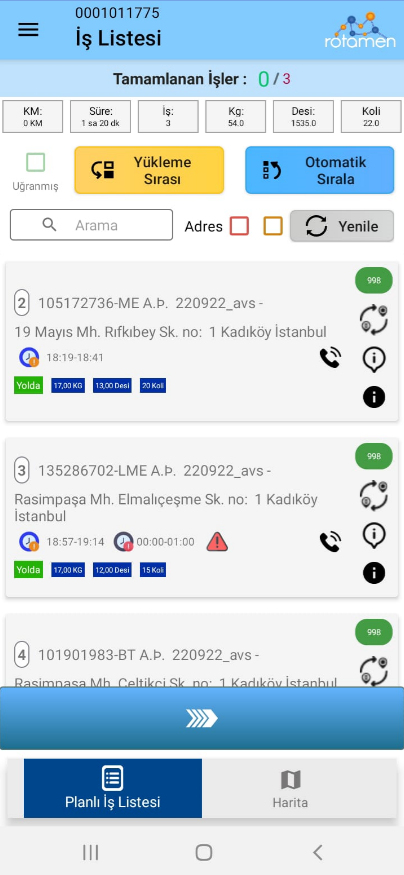 0001011775
İş Listesi
rotamen
Tamamlanan İşler : 0 / 3
KM:
0 KM
Süre:
1 sa 20 dk
İş:
3
Kg:
54.0
Desi:
1535.0
Koli
22.0
Uğranmış
Yükleme
Sırası
Otomatik
Sırala
Arama
Adres
Yenile
998
2 105172736-ME A.Þ. 220922_avs -
19 Mayıs Mh. Rıfkıbey Sk. no: 1 Kadıköy İstanbul
18:19-18:41
Yolda 17,00 KG 13,00 Desi 20 Koli
998
3 135286702-LME A.Þ. 220922_avs -
Rasimpaşa Mh. Elmalıçeşme Sk. no: 1 Kadıköy
İstanbul
18:57-19:14 00:00-01:00
Yolda 17,00 KG 12,00 Desi 15 Koli
998
4 101901983-BT A.Þ. 220922_avs -
Rasimpaşa Mh. Çeltikçi Sk. no: 1 Kadıköy İstanbul
Planlı İş Listesi
Harita